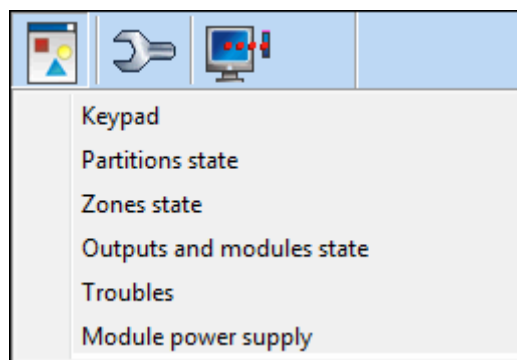 Keypad
Partitions state
Zones state
Outputs and modules state
Troubles
Module power supply